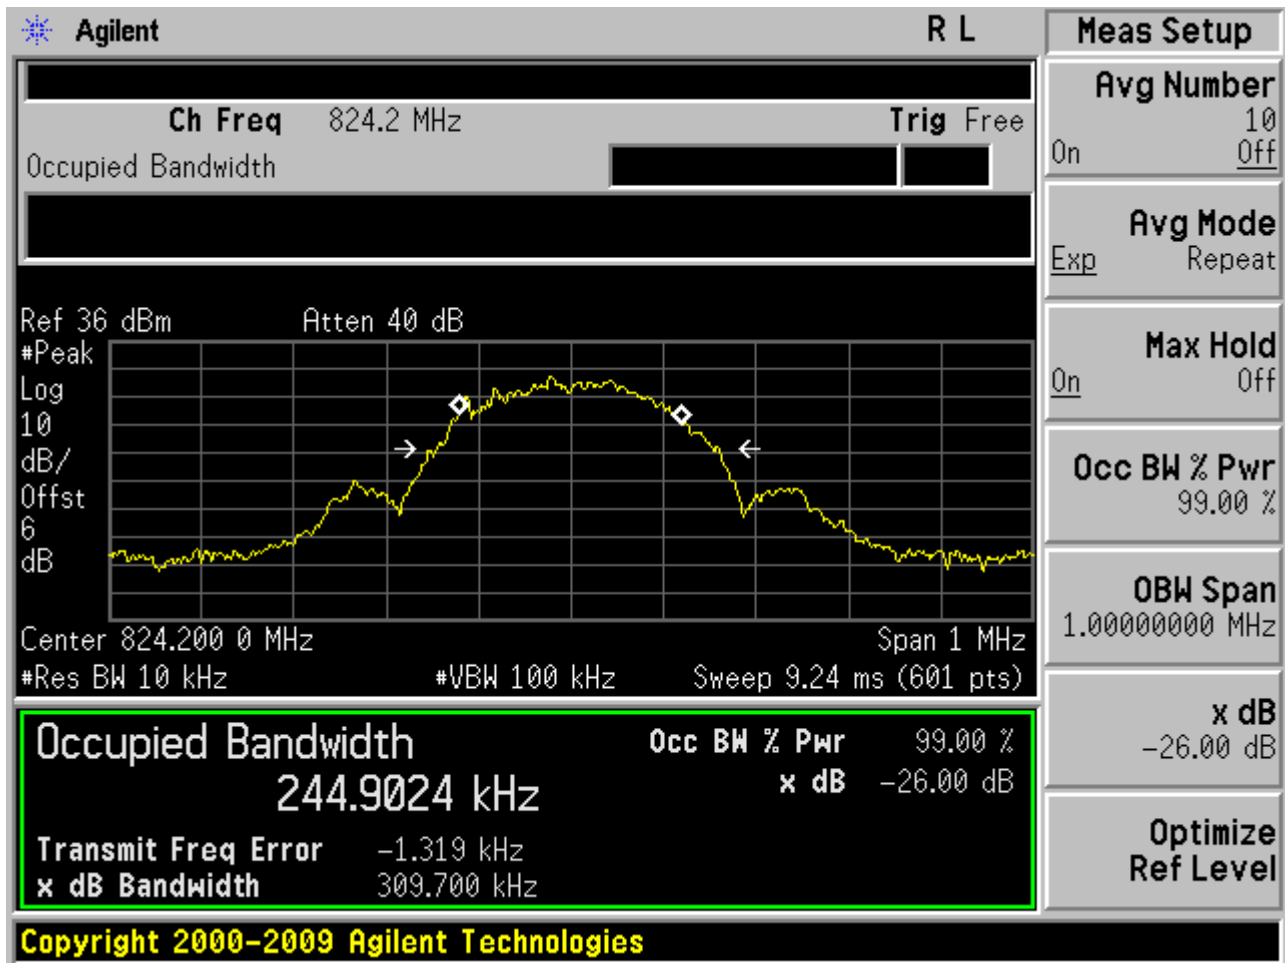 Agilent R L
Meas Setup
Ch Freq 824.2 MHz Trig Free
Occupied Bandwidth
Ref 36 dBm Atten 40 dB
#Peak
Log
10
dB/
Offst
6
dB
Center 824.200 0 MHz Span 1 MHz
#Res BW 10 kHz #VBW 100 kHz Sweep 9.24 ms (601 pts)
Occupied Bandwidth Occ BW % Pwr 99.00 %
244.9024 kHz x dB -26.00 dB
Transmit Freq Error -1.319 kHz
x dB Bandwidth 309.700 kHz
Avg Number
10
On Off
Avg Mode
Exp Repeat
Max Hold
On Off
Occ BW % Pwr
99.00 %
OBW Span
1.00000000 MHz
x dB
-26.00 dB
Optimize
Ref Level
Copyright 2000-2009 Agilent Technologies